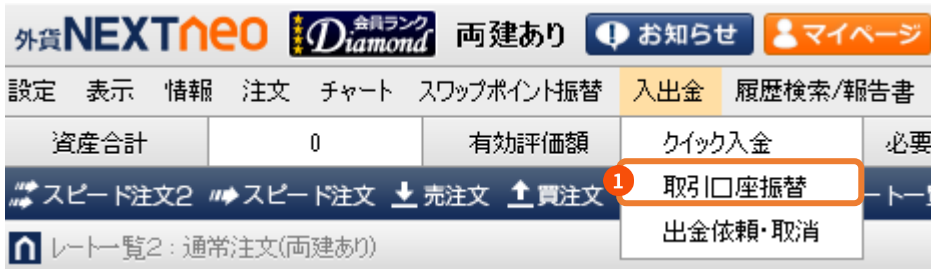 外貨NEXTneo 会員ランク Diamond 両建あり お知らせ マイページ
設定 表示 情報 注文 チャート スワップポイント振替 入出金 履歴検索/報告書
資産合計 0 有効評価額 クイック入金 必要
スピード注文2 スピード注文 売注文 買注文 1 取引口座振替 ート一覧
レート一覧2:通常注文(両建あり) 出金依頼・取消